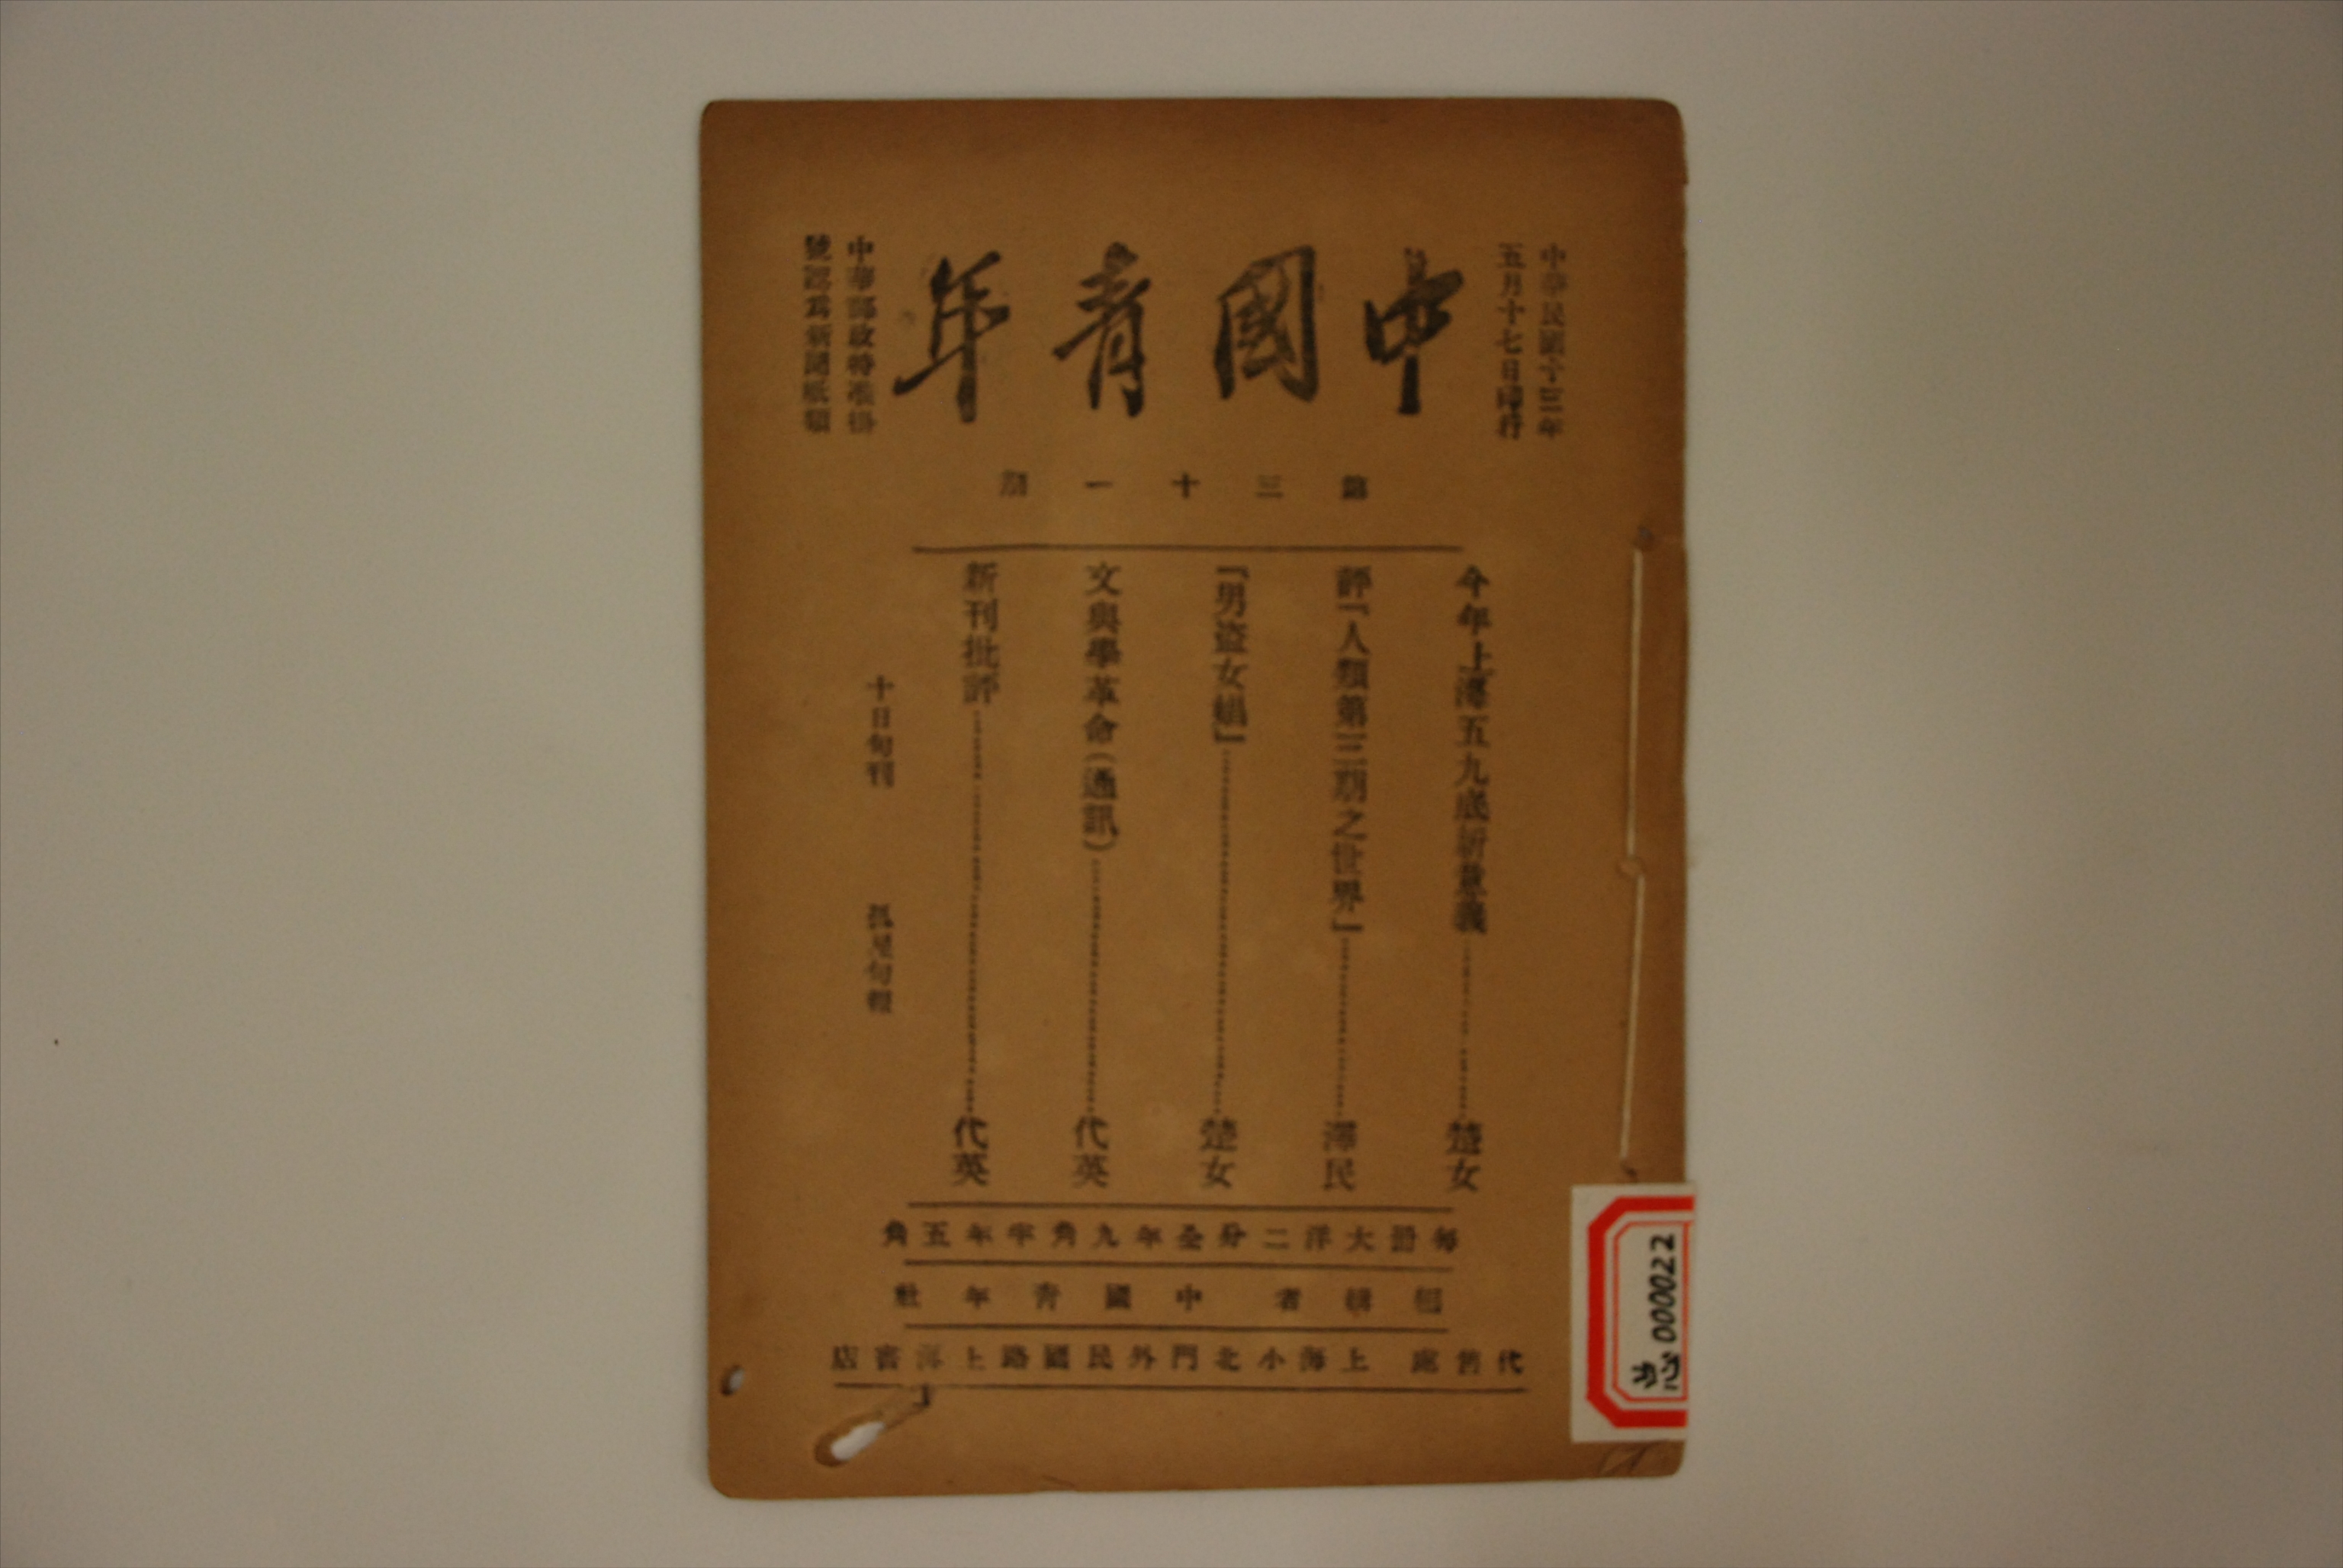 中華民國十三年
五月十七日印行
中國青年
中華郵政特准掛
號認爲新聞紙類
第三十一期
今年上海五九底新意義 楚女
評「人類第三期之世界」 澤民
「男盜女娼」 楚女
文與學革命(通訊) 代英
新刊批評 代英
十日旬刊
旬報
每册大洋二分全年九角半年五角
編輯者 中國青年社
代售處 上海小北門外民國路上海書店
000022